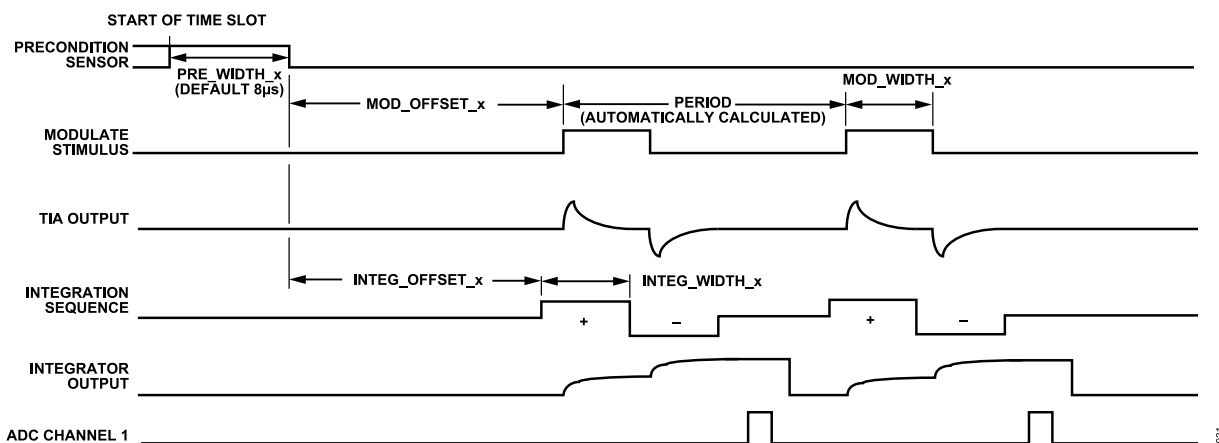 START OF TIME SLOT
PRECONDITION
SENSOR
PRE_WIDTH_x
(DEFAULT 8µs)
MOD_OFFSET_x
PERIOD
(AUTOMATICALLY CALCULATED)
MOD_WIDTH_x
MODULATE
STIMULUS
TIA OUTPUT
INTEG_OFFSET_x
INTEG_WIDTH_x
INTEGRATION
SEQUENCE
+
–
+
–
INTEGRATOR
OUTPUT
ADC CHANNEL 1